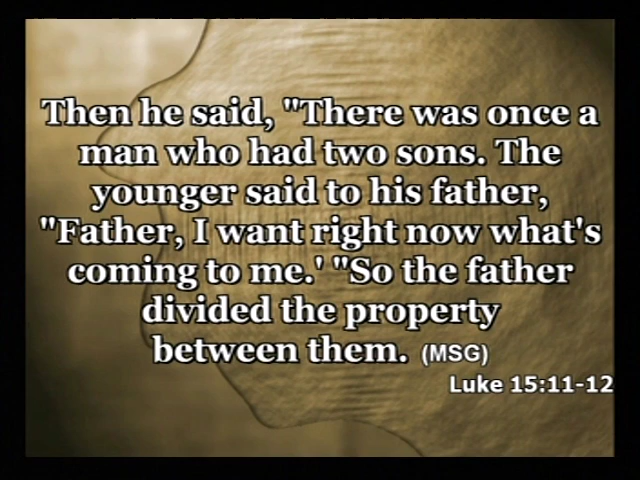 Then he said, "There was once a
man who had two sons. The
younger said to his father,
"Father, I want right now what's
coming to me.' "So the father
divided the property
between them. (MSG)
Luke 15:11-12